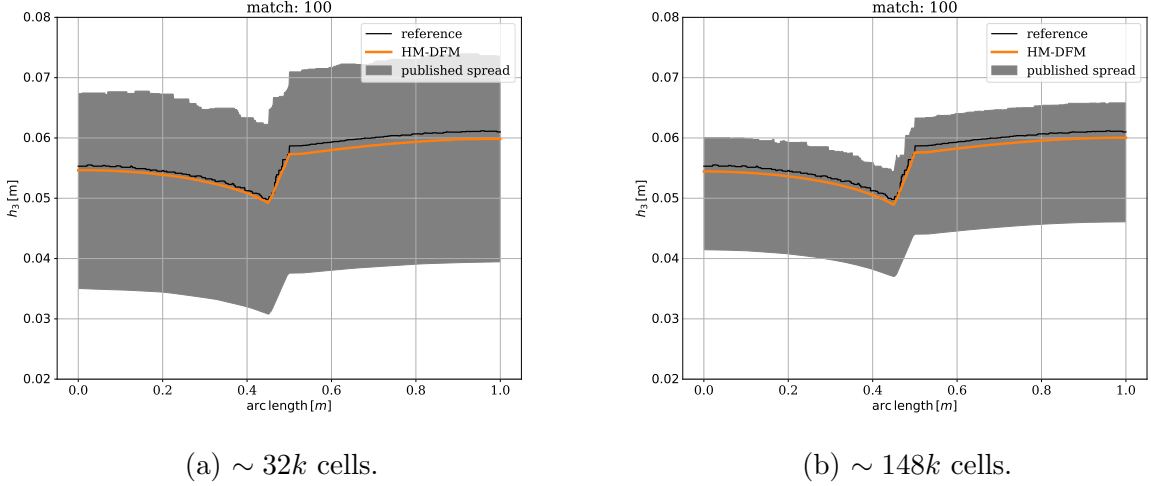 match: 100
0.08
0.07
0.06
0.05
0.04
0.03
0.02
h3 [m]
reference
HM-DFM
published spread
0.0 0.2 0.4 0.6 0.8 1.0
arc length [m]
(a) ∼ 32k cells.
match: 100
0.08
0.07
0.06
0.05
0.04
0.03
0.02
h3 [m]
reference
HM-DFM
published spread
0.0 0.2 0.4 0.6 0.8 1.0
arc length [m]
(b) ∼ 148k cells.